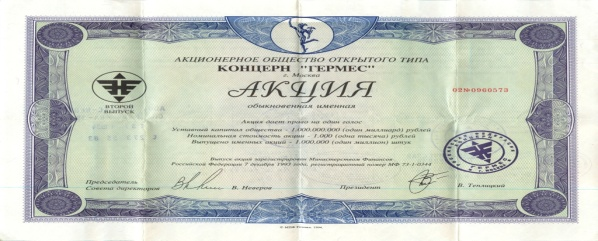 АКЦИОНЕРНОЕ ОБЩЕСТВО ОТКРЫТОГО ТИПА
КОНЦЕРН "ГЕРМЕС"
г. Москва
АКЦИЯ
обыкновенная именная
02№0960573
ВТОРОЙ
ВЫПУСК
Акция дает право на один голос
Уставный капитал общества - 1.000.000.000 (один миллиард) рублей
Номинальная стоимость акции - 1.000 (одна тысяча) рублей
Выпущено именных акций - 1.000.000 (один миллион) штук
Выпуск акций зарегистрирован Министерством Финансов
Российской Федерации 7 декабря 1993 года, регистрационный номер МФ 73-1-0344
Председатель
Совета директоров
В. Неверов
Президент
В. Теплицкий